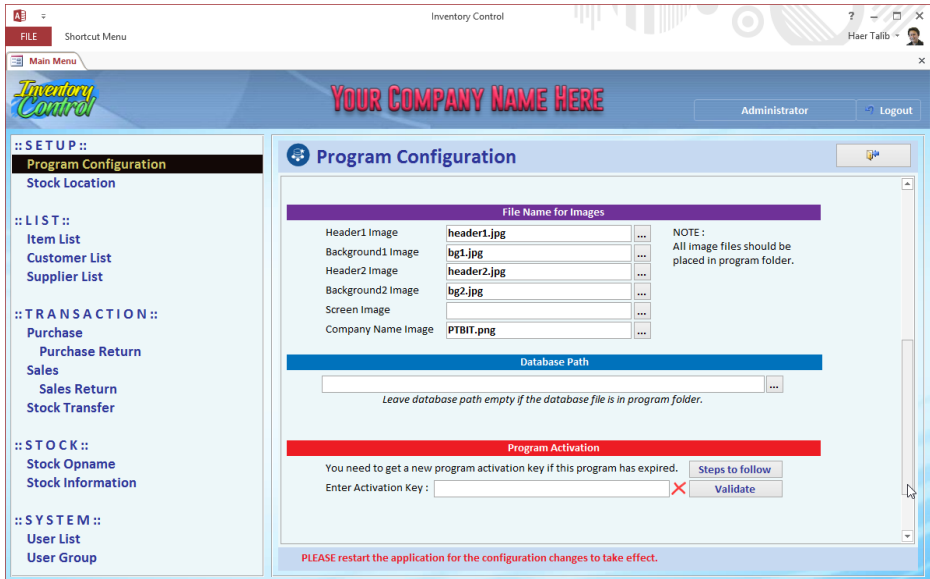 Inventory Control
FILE
Shortcut Menu
Haer Talib
Main Menu
Inventory
Control
YOUR COMPANY NAME HERE
Administrator
Logout
:: S E T U P ::
Program Configuration
Stock Location
:: L I S T ::
Item List
Customer List
Supplier List
:: T R A N S A C T I O N ::
Purchase
Purchase Return
Sales
Sales Return
Stock Transfer
:: S T O C K ::
Stock Opname
Stock Information
:: S Y S T E M ::
User List
User Group
Program Configuration
File Name for Images
Header1 Image header1.jpg ...
Background1 Image bg1.jpg ...
Header2 Image header2.jpg ...
Background2 Image bg2.jpg ...
Screen Image ...
Company Name Image PTBIT.png ...
NOTE :
All image files should be
placed in program folder.
Database Path
...
Leave database path empty if the database file is in program folder.
Program Activation
You need to get a new program activation key if this program has expired. Steps to follow
Enter Activation Key : Validate
PLEASE restart the application for the configuration changes to take effect.